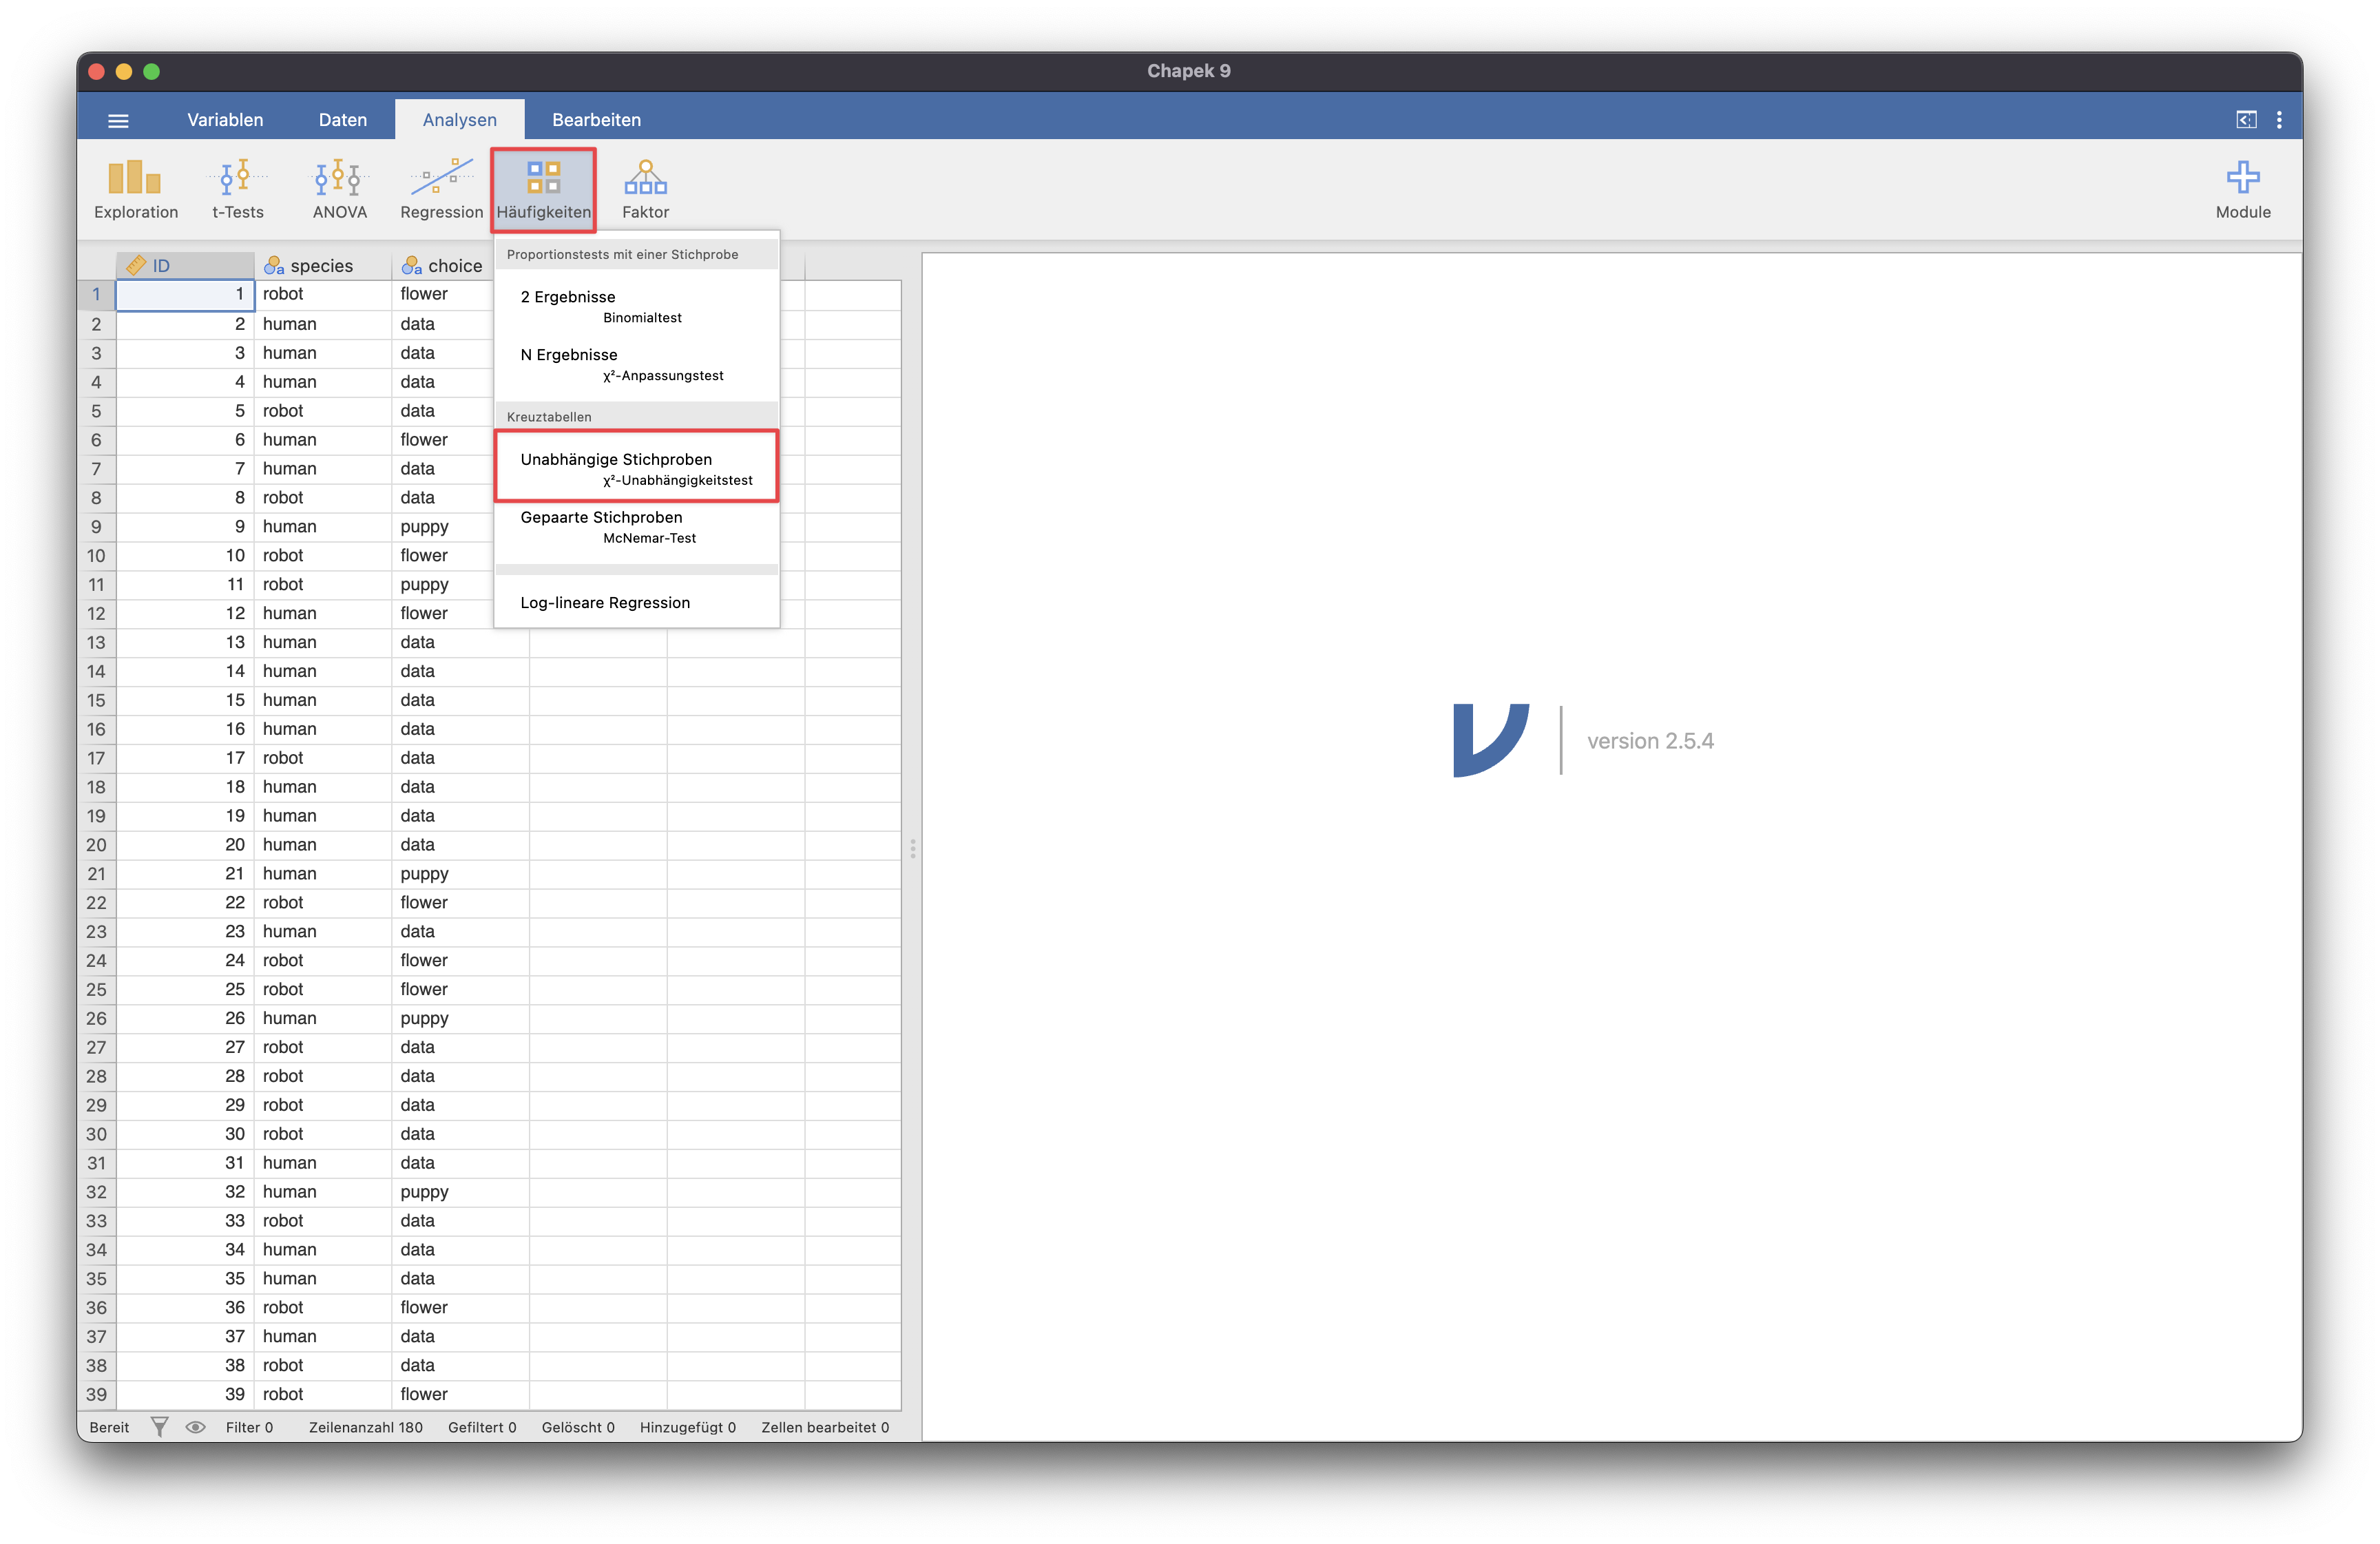 Chapek 9
Variablen Daten Analysen Bearbeiten
Exploration t-Tests ANOVA Regression Häufigkeiten Faktor Module
Proportionstests mit einer Stichprobe
2 Ergebnisse
Binomialtest
N Ergebnisse
χ²-Anpassungstest
Kreuztabellen
Unabhängige Stichproben
χ²-Unabhängigkeitstest
Gepaarte Stichproben
McNemar-Test
Log-lineare Regression
ID species choice
1 1 robot flower
2 2 human data
3 3 human data
4 4 human data
5 5 robot data
6 6 human flower
7 7 human data
8 8 robot data
9 9 human puppy
10 10 robot flower
11 11 robot puppy
12 12 human flower
13 13 human data
14 14 human data
15 15 human data
16 16 human data
17 17 robot data
18 18 human data
19 19 human data
20 20 human data
21 21 human puppy
22 22 robot flower
23 23 human data
24 24 robot flower
25 25 robot flower
26 26 human puppy
27 27 robot data
28 28 robot data
29 29 robot data
30 30 robot data
31 31 human data
32 32 human puppy
33 33 robot data
34 34 human data
35 35 human data
36 36 robot flower
37 37 human data
38 38 robot data
39 39 robot flower
version 2.5.4
Bereit Filter 0 Zeilenanzahl 180 Gefiltert 0 Gelöscht 0 Hinzugefügt 0 Zellen bearbeitet 0